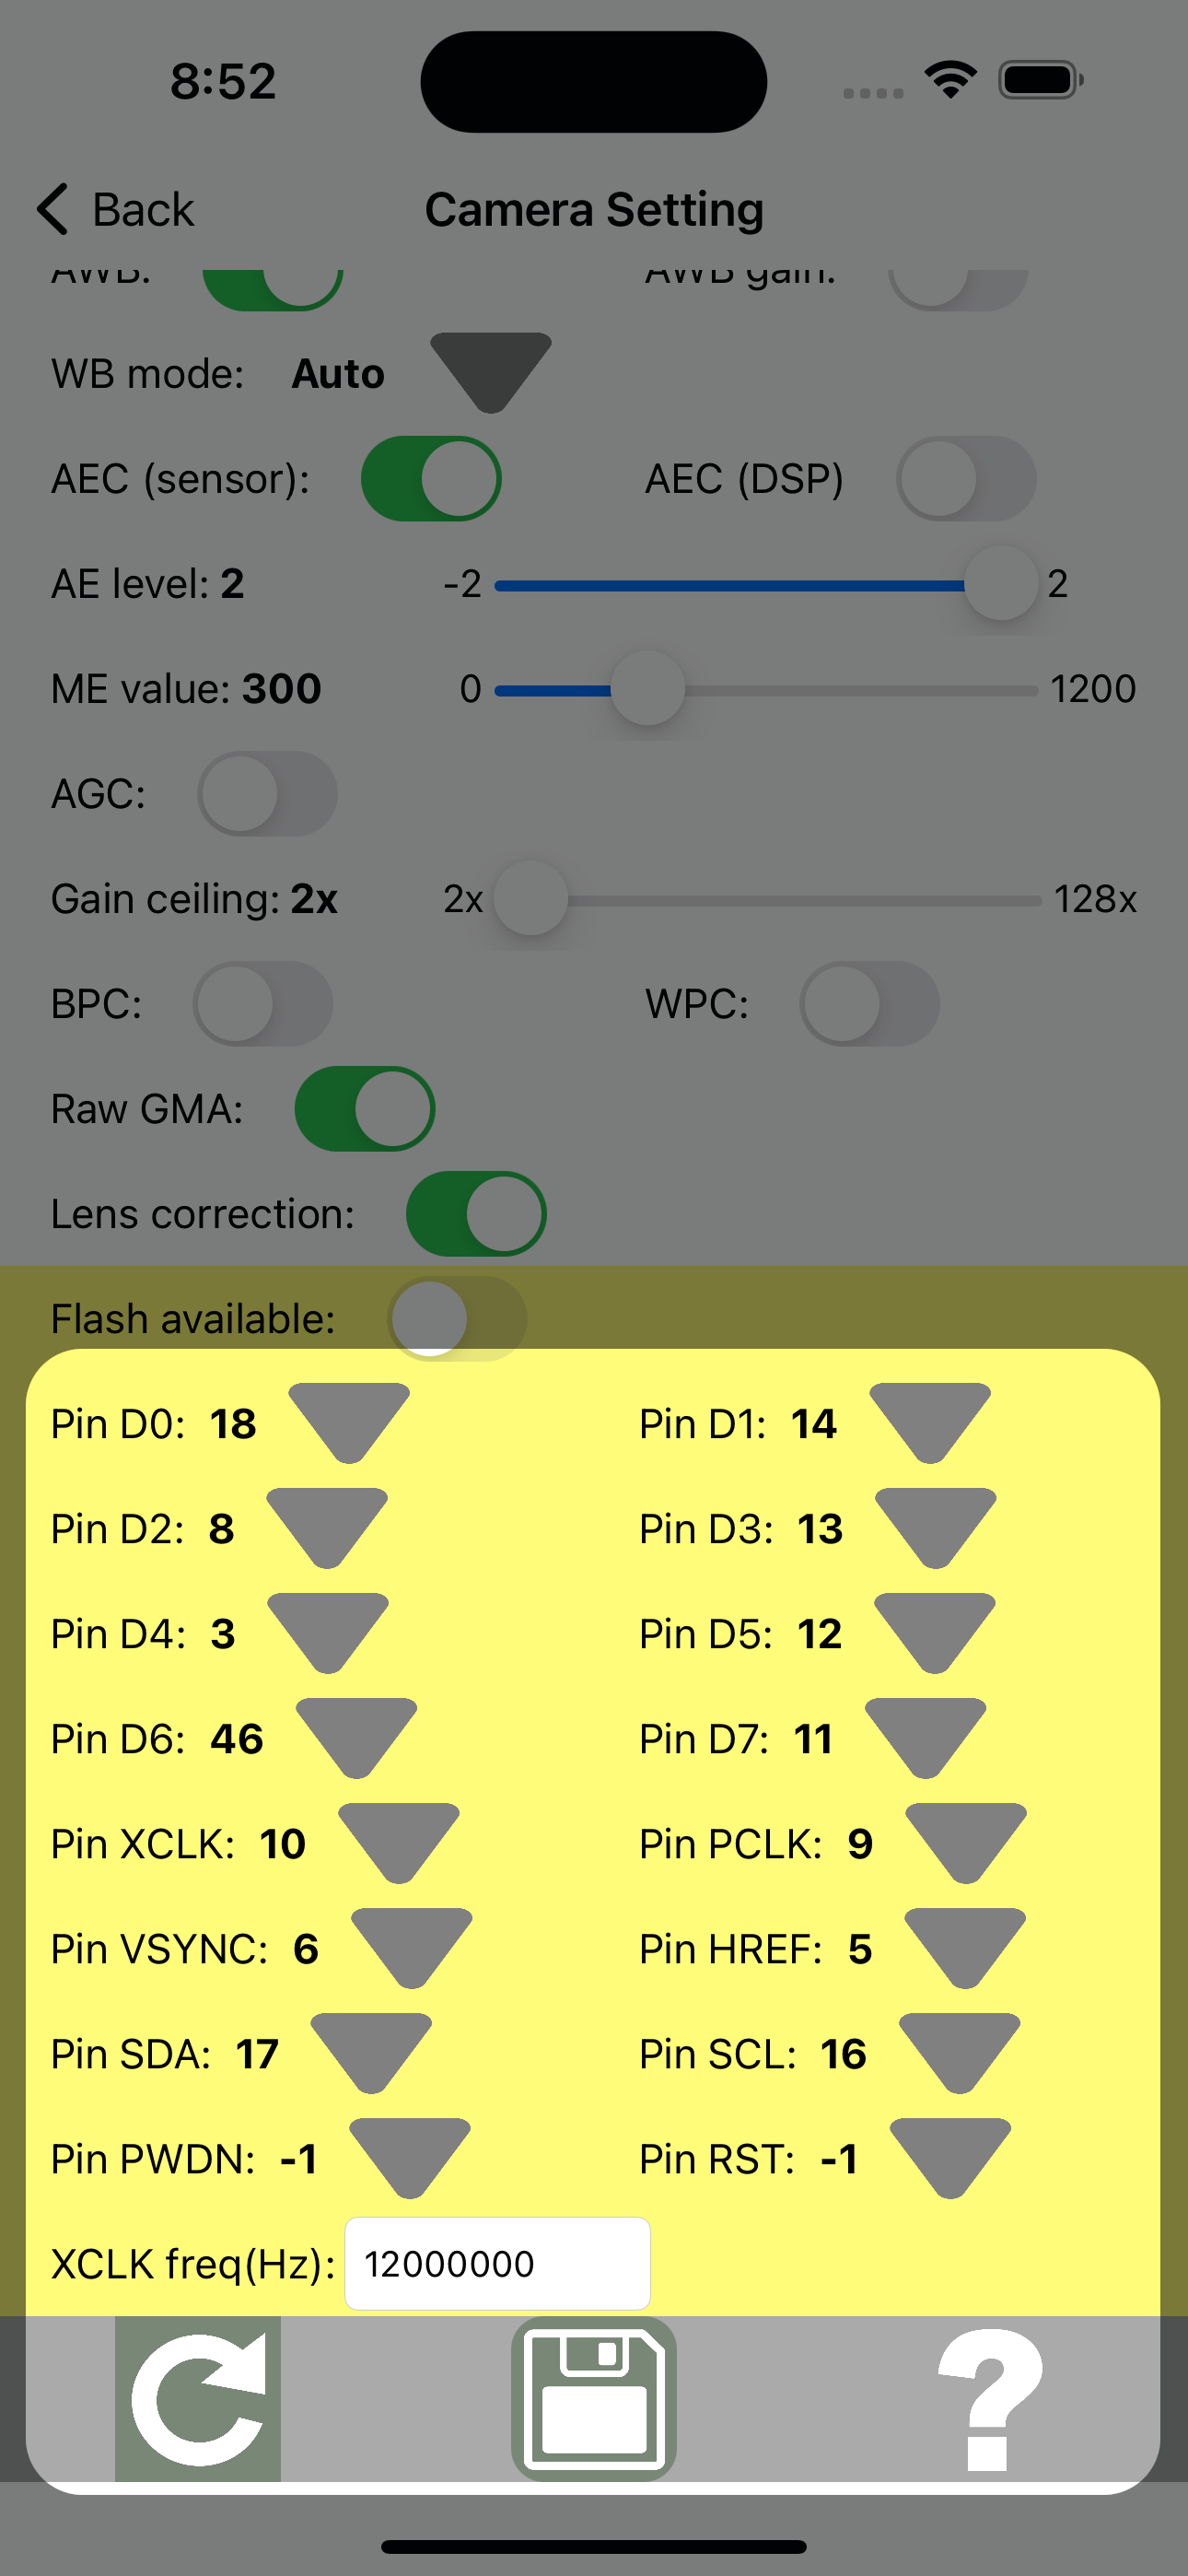 8:52
Back Camera Setting
AWB: AWB gain:
WB mode: Auto
AEC (sensor): AEC (DSP)
AE level: 2 -2 2
ME value: 300 0 1200
AGC:
Gain ceiling: 2x 2x 128x
BPC: WPC:
Raw GMA:
Lens correction:
Flash available:
Pin D0: 18 Pin D1: 14
Pin D2: 8 Pin D3: 13
Pin D4: 3 Pin D5: 12
Pin D6: 46 Pin D7: 11
Pin XCLK: 10 Pin PCLK: 9
Pin VSYNC: 6 Pin HREF: 5
Pin SDA: 17 Pin SCL: 16
Pin PWDN: -1 Pin RST: -1
XCLK freq(Hz): 12000000
?